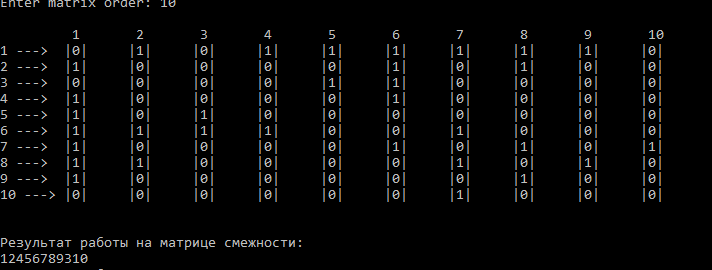 Enter matrix order: 10
1 2 3 4 5 6 7 8 9 10
1 ---> |0| |1| |0| |1| |1| |1| |1| |1| |1| |0|
2 ---> |1| |0| |0| |0| |0| |1| |0| |1| |0| |0|
3 ---> |0| |0| |0| |0| |1| |1| |0| |0| |0| |0|
4 ---> |1| |0| |0| |0| |0| |1| |0| |0| |0| |0|
5 ---> |1| |0| |1| |0| |0| |0| |0| |0| |0| |0|
6 ---> |1| |1| |1| |1| |0| |0| |1| |0| |0| |0|
7 ---> |1| |0| |0| |0| |0| |1| |0| |1| |0| |1|
8 ---> |1| |1| |0| |0| |0| |0| |1| |0| |1| |0|
9 ---> |1| |0| |0| |0| |0| |0| |0| |1| |0| |0|
10 ---> |0| |0| |0| |0| |0| |0| |1| |0| |0| |0|
Результат работы на матрице смежности:
12456789310